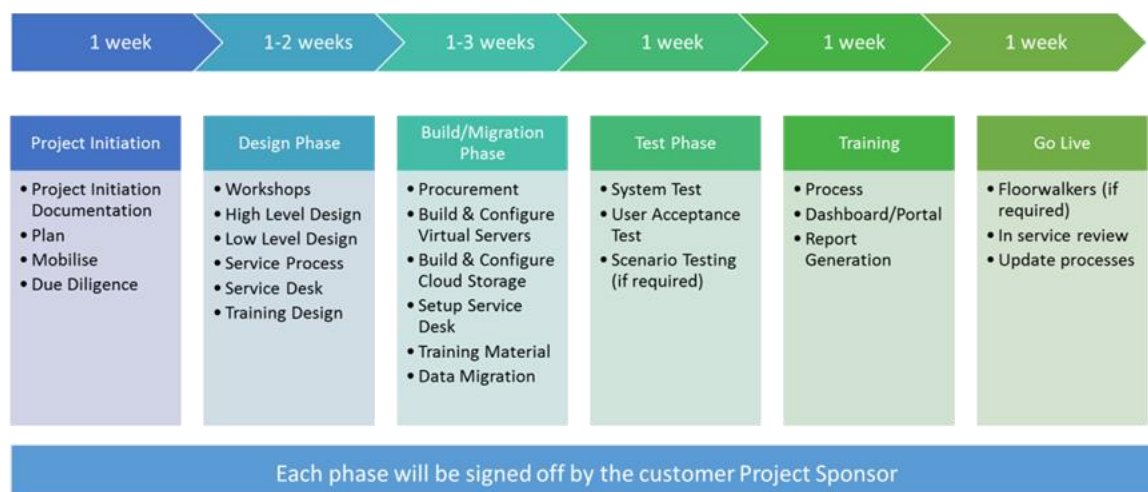 1 week
1-2 weeks
1-3 weeks
1 week
1 week
1 week
Project Initiation
• Project Initiation
Documentation
• Plan
• Mobilise
• Due Diligence
Design Phase
• Workshops
• High Level Design
• Low Level Design
• Service Process
• Service Desk
• Training Design
Build/Migration
Phase
• Procurement
• Build & Configure
Virtual Servers
• Build & Configure
Cloud Storage
• Setup Service
Desk
• Training Material
• Data Migration
Test Phase
• System Test
• User Acceptance
Test
• Scenario Testing
(if required)
Training
• Process
• Dashboard/Portal
• Report
Generation
Go Live
• Floorwalkers (if
required)
• In service review
• Update processes
Each phase will be signed off by the customer Project Sponsor